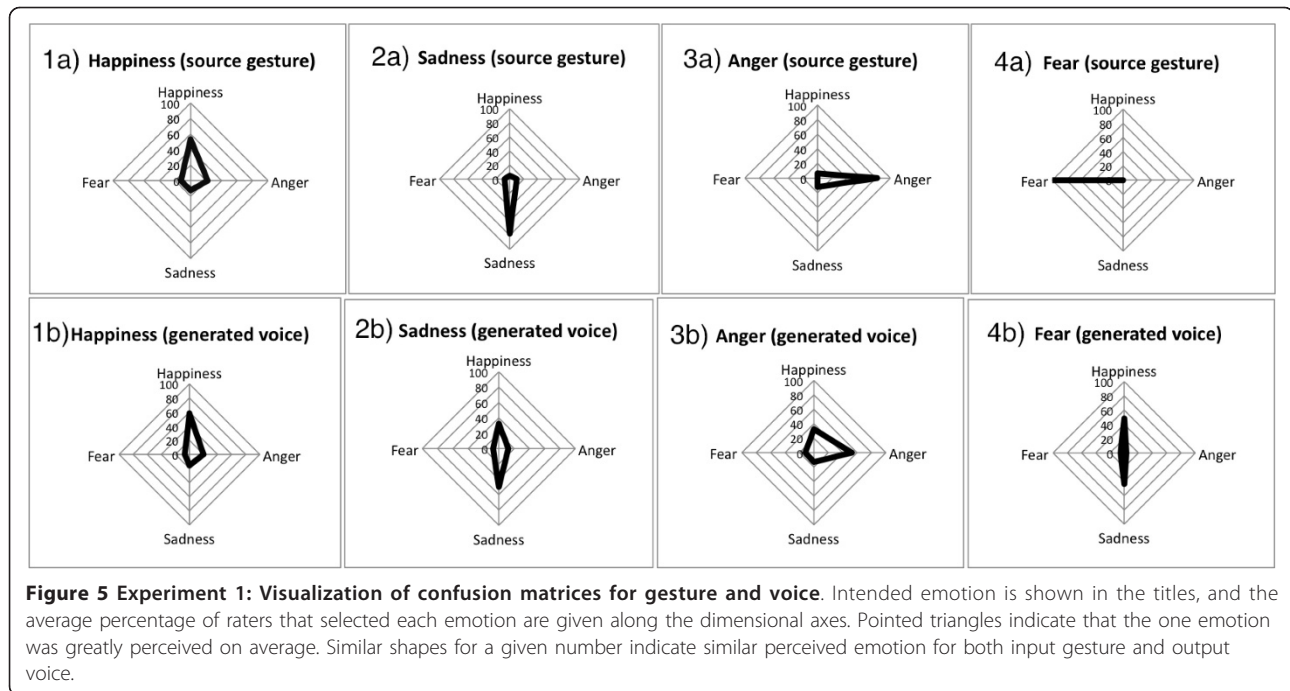 1a) Happiness (source gesture)
Happiness
100
80
60
40
20
0
Fear
Anger
Sadness
2a) Sadness (source gesture)
Happiness
100
80
60
40
20
0
Fear
Anger
Sadness
3a) Anger (source gesture)
Happiness
100
80
60
40
20
0
Fear
Anger
Sadness
4a) Fear (source gesture)
Happiness
100
80
60
40
20
0
Fear
Anger
Sadness
1b) Happiness (generated voice)
Happiness
100
80
60
40
20
0
Fear
Anger
Sadness
2b) Sadness (generated voice)
Happiness
100
80
60
40
20
0
Fear
Anger
Sadness
3b) Anger (generated voice)
Happiness
100
80
60
40
20
0
Fear
Anger
Sadness
4b) Fear (generated voice)
Happiness
100
80
60
40
20
0
Fear
Anger
Sadness
Figure 5 Experiment 1: Visualization of confusion matrices for gesture and voice. Intended emotion is shown in the titles, and the
average percentage of raters that selected each emotion are given along the dimensional axes. Pointed triangles indicate that the one emotion
was greatly perceived on average. Similar shapes for a given number indicate similar perceived emotion for both input gesture and output
voice.